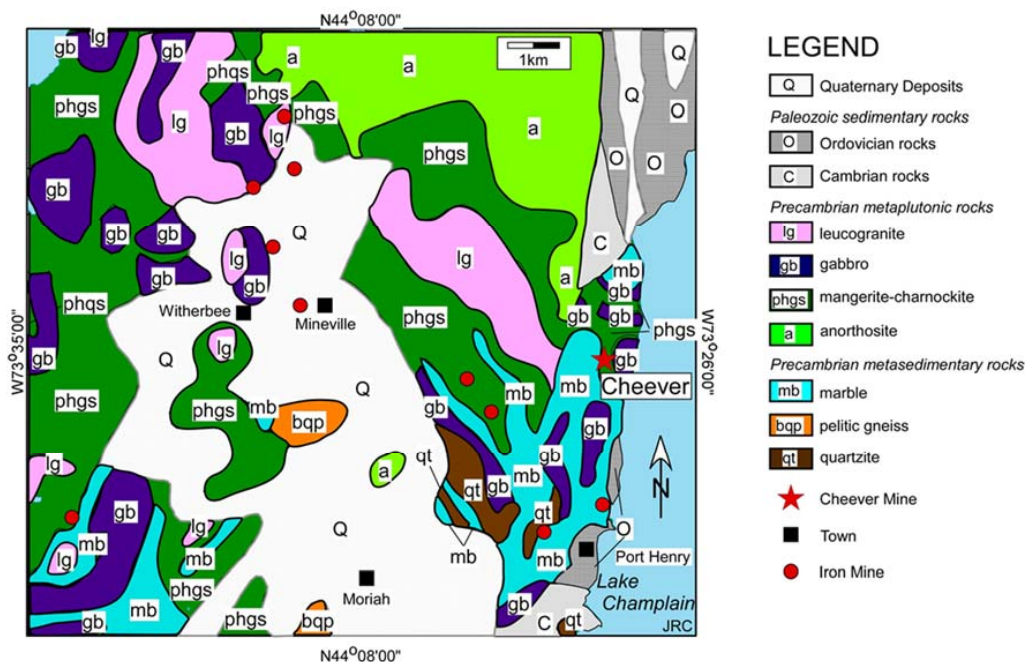 N44°08'00"
gb
lg
gb
phqs
phgs
phgs
phgs
lg
gb
lg
a
a
1km
a
Q
Q
Q
O
O
O
O
phgs
gb
gb
gb
gb
lg
gb
Q
lg
C
a
mb
gb
gb
gb
phgs
phqs
Witherbee
Mineville
phgs
W73°35'00"
W73°26'00"
Q
lg
Q
gb
Cheever
phgs
phgs
mb
bqp
gb
mb
mb
gb
qt
a
gb
mb
qt
gb
qt
lg
gb
mb
lg
lg
mb
mb
phgs
phgs
gb
mb
bqp
Q
Moriah
mb
mb
O
Port Henry
Lake
Champlain
gb
C
qt
JRC
N
N44°08'00"
LEGEND
Q Quaternary Deposits
Paleozoic sedimentary rocks
O Ordovician rocks
C Cambrian rocks
Precambrian metaplutonic rocks
lg leucogranite
gb gabbro
phgs mangerite-charnockite
a anorthosite
Precambrian metasedimentary rocks
mb marble
bqp pelitic gneiss
qt quartzite
Cheever Mine
Town
Iron Mine